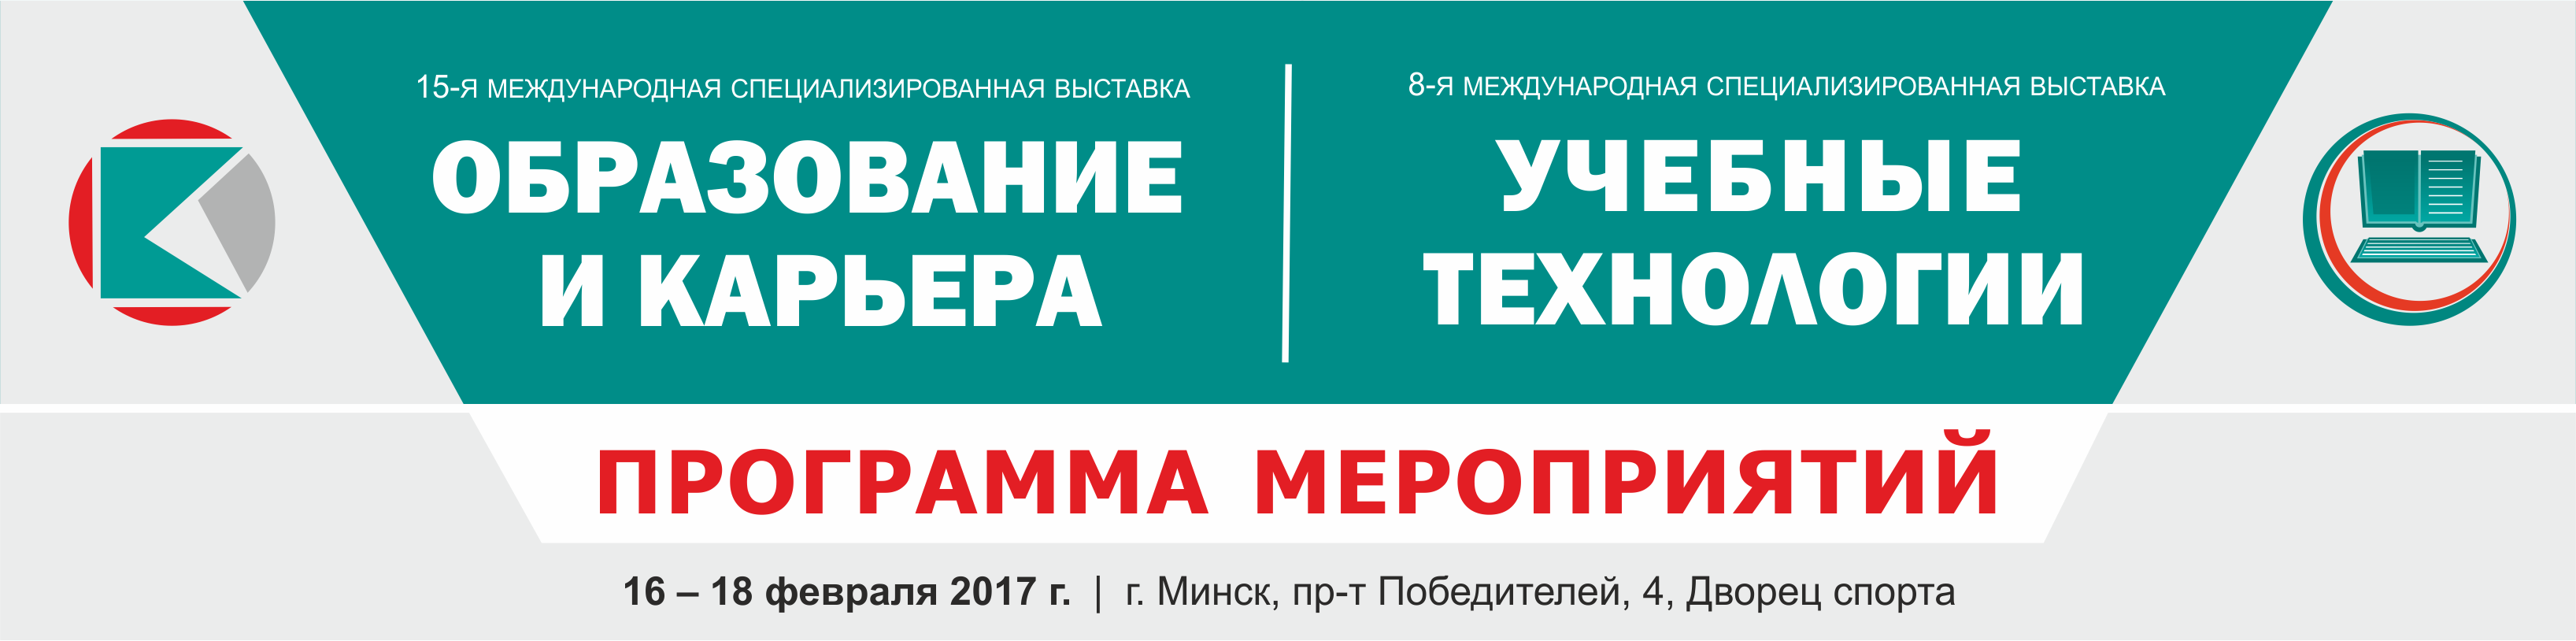 15-я МЕЖДУНАРОДНАЯ СПЕЦИАЛИЗИРОВАННАЯ ВЫСТАВКА
ОБРАЗОВАНИЕ
И КАРЬЕРА
8-я МЕЖДУНАРОДНАЯ СПЕЦИАЛИЗИРОВАННАЯ ВЫСТАВКА
УЧЕБНЫЕ
ТЕХНОЛОГИИ
ПРОГРАММА МЕРОПРИЯТИЙ
16 – 18 февраля 2017 г. | г. Минск, пр-т Победителей, 4, Дворец спорта